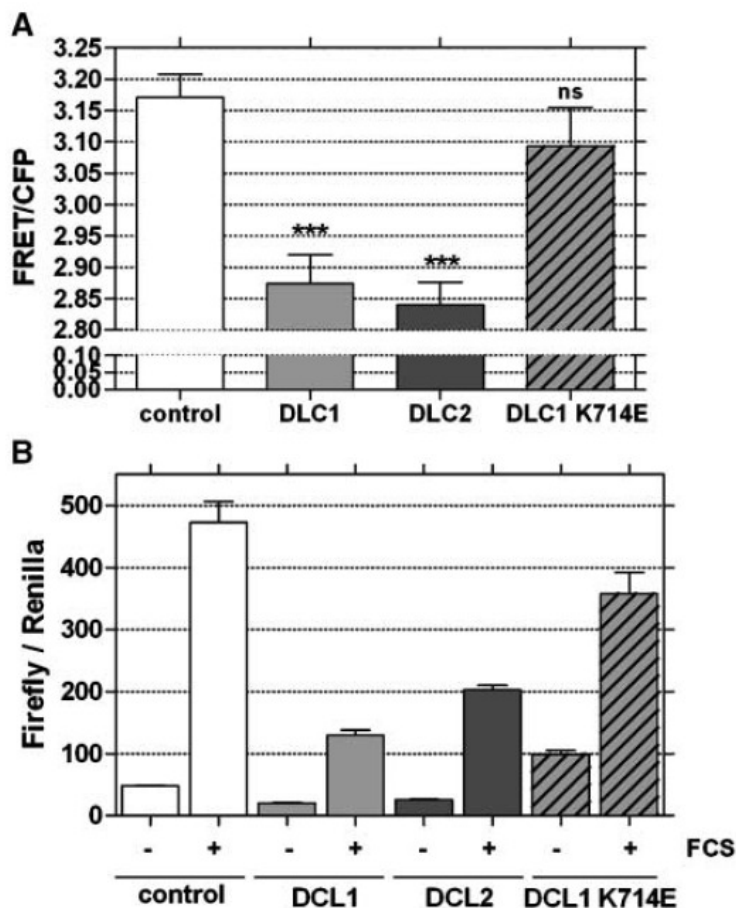 A
3.25
3.20
3.15
3.10
3.05
3.00
2.95
2.90
2.85
2.80
0.10
0.05
0.00
FRET/CFP
***
***
ns
control DLC1 DLC2 DLC1 K714E
B
500
400
300
200
100
0
Firefly / Renilla
- + - + - + - + FCS
control DCL1 DCL2 DCL1 K714E